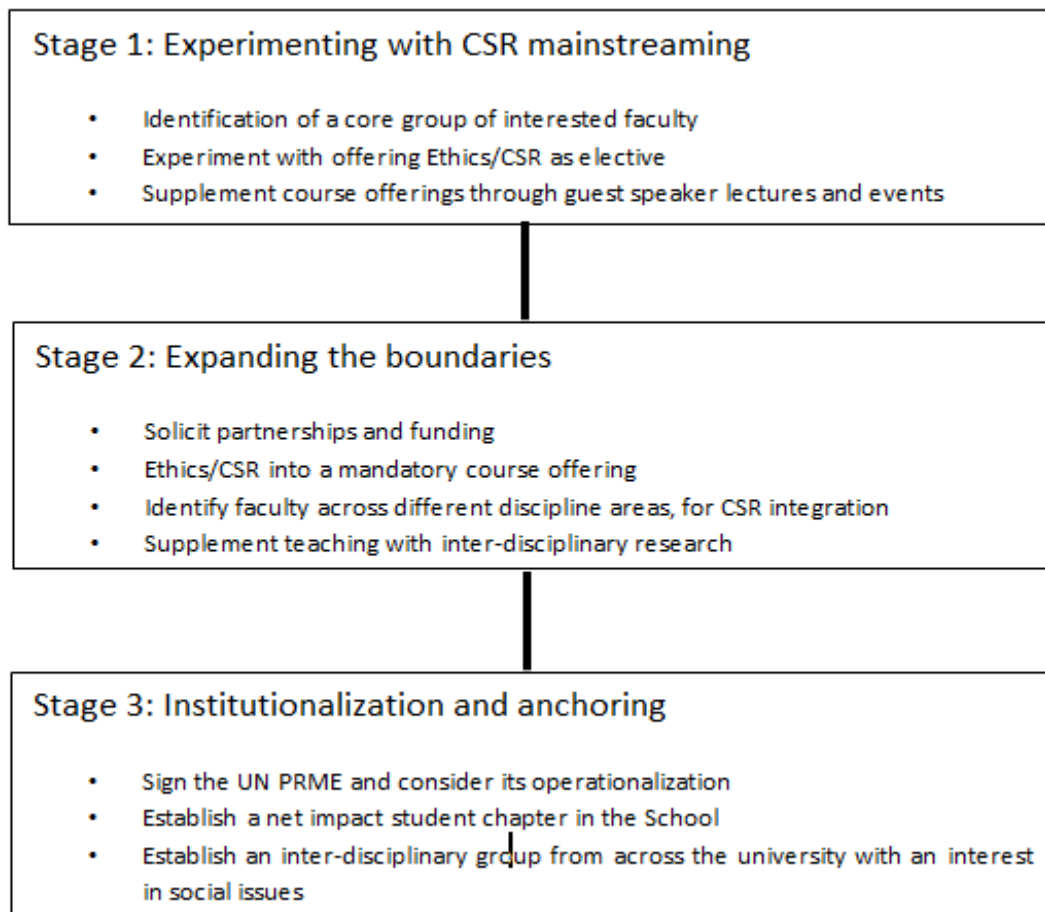 Stage 1: Experimenting with CSR mainstreaming
• Identification of a core group of interested faculty
• Experiment with offering Ethics/CSR as elective
• Supplement course offerings through guest speaker lectures and events
Stage 2: Expanding the boundaries
• Solicit partnerships and funding
• Ethics/CSR into a mandatory course offering
• Identify faculty across different discipline areas, for CSR integration
• Supplement teaching with inter-disciplinary research
Stage 3: Institutionalization and anchoring
• Sign the UN PRME and consider its operationalization
• Establish a net impact student chapter in the School
• Establish an inter-disciplinary group from across the university with an interest
in social issues